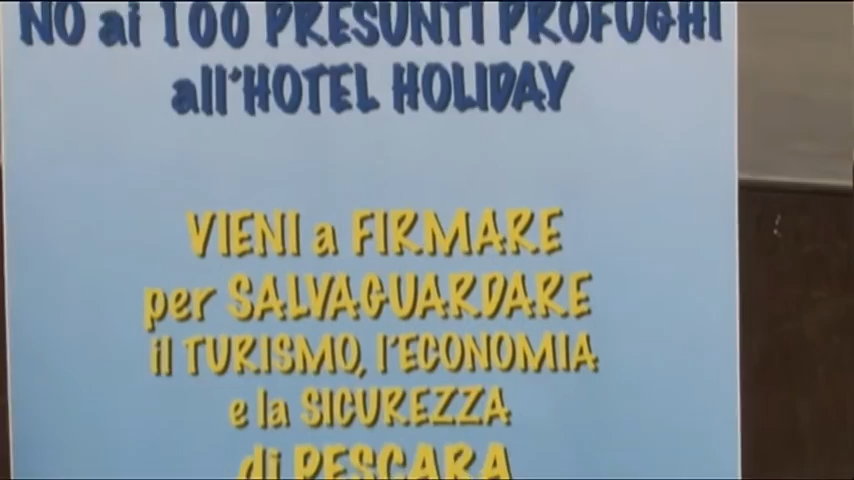 NO ai 100 PRESUNTI PROFUGHI
all'HOTEL HOLIDAY
VIENI a FIRMARE
per SALVAGUARDARE
il TURISMO, l'ECONOMIA
e la SICUREZZA
di PESCARA